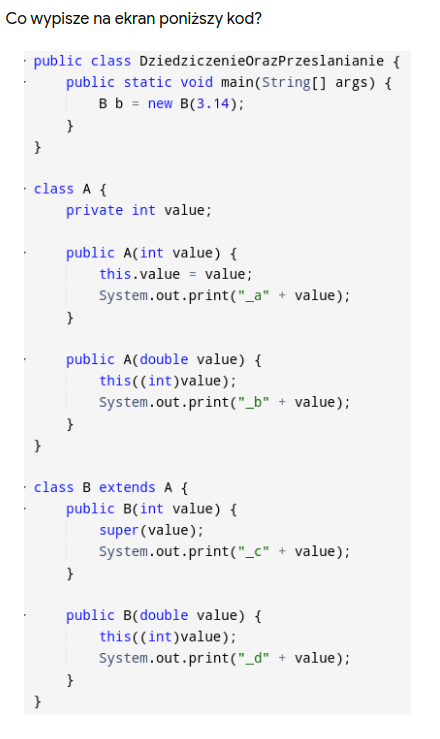 Co wypisze na ekran poniższy kod?
public class DziedziczenieOrazPrzeslanianie {
    public static void main(String[] args) {
        B b = new B(3.14);
    }
}
class A {
    private int value;
    public A(int value) {
        this.value = value;
        System.out.print("_a" + value);
    }
    public A(double value) {
        this((int)value);
        System.out.print("_b" + value);
    }
}
class B extends A {
    public B(int value) {
        super(value);
        System.out.print("_c" + value);
    }
    public B(double value) {
        this((int)value);
        System.out.print("_d" + value);
    }
}